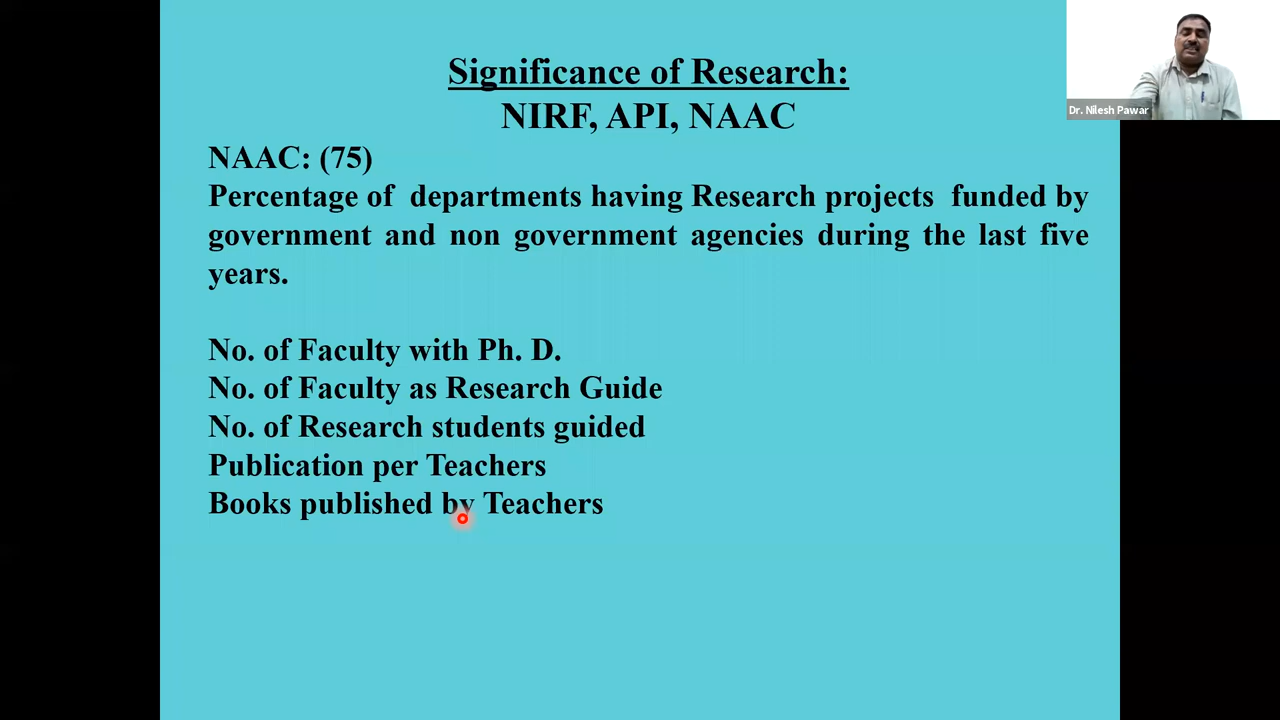 Significance of Research:
NIRF, API, NAAC
NAAC: (75)
Percentage of departments having Research projects funded by
government and non government agencies during the last five
years.
No. of Faculty with Ph. D.
No. of Faculty as Research Guide
No. of Research students guided
Publication per Teachers
Books published by Teachers
Dr. Nilesh Pawar